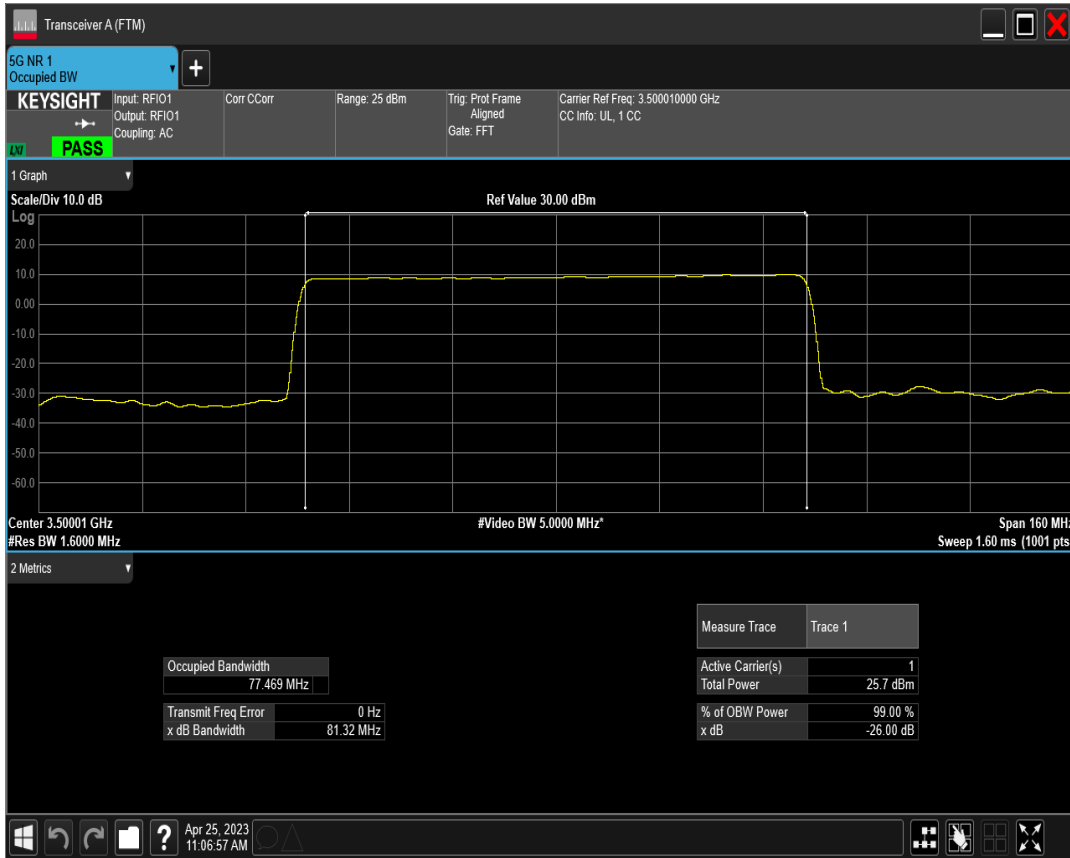 Transceiver A (FTM)
5G NR 1
Occupied BW
+
KEYSIGHT
LXI
PASS
Input: RFIO1
Output: RFIO1
Coupling: AC
Corr CCorr
Range: 25 dBm
Trig: Prot Frame
Aligned
Gate: FFT
Carrier Ref Freq: 3.500010000 GHz
CC Info: UL, 1 CC
1 Graph
Scale/Div 10.0 dB
Ref Value 30.00 dBm
Log
20.0
10.0
0.00
-10.0
-20.0
-30.0
-40.0
-50.0
-60.0
Center 3.50001 GHz
#Video BW 5.0000 MHz*
Span 160 MHz
#Res BW 1.6000 MHz
Sweep 1.60 ms (1001 pts
2 Metrics
Measure Trace Trace 1
Occupied Bandwidth
77.469 MHz
Active Carrier(s) 1
Total Power 25.7 dBm
Transmit Freq Error 0 Hz
x dB Bandwidth 81.32 MHz
% of OBW Power 99.00 %
x dB -26.00 dB
?
Apr 25, 2023
11:06:57 AM